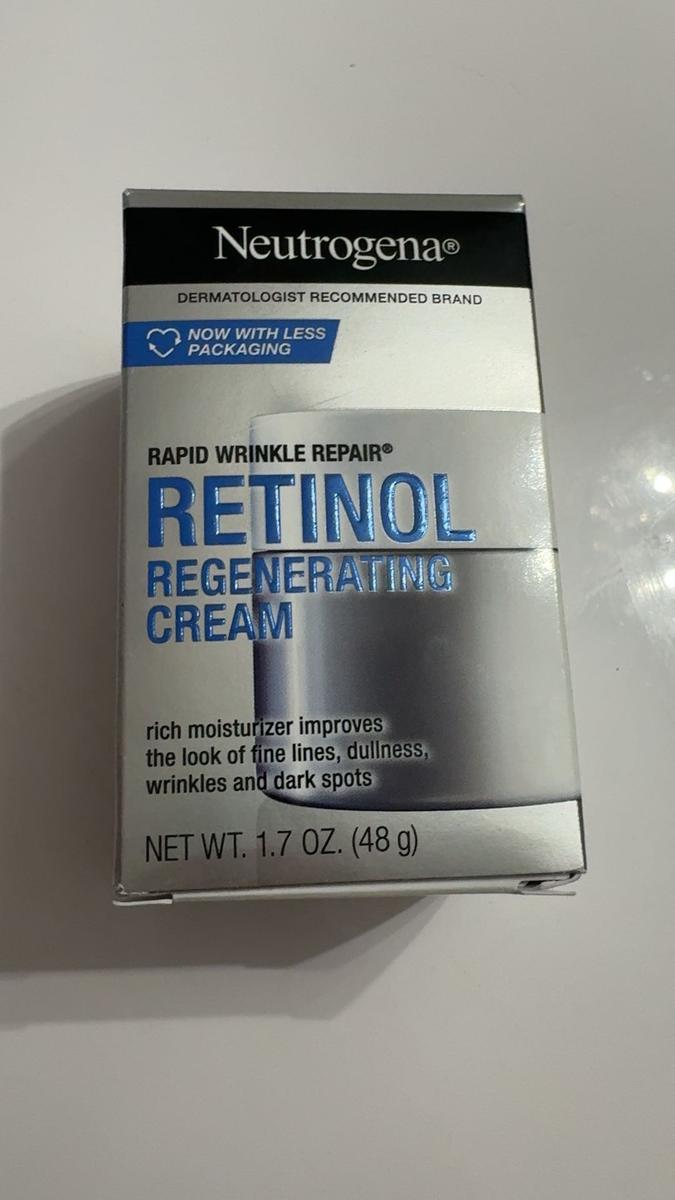 Neutrogena®
DERMATOLOGIST RECOMMENDED BRAND
NOW WITH LESS
PACKAGING
RAPID WRINKLE REPAIR®
RETINOL
REGENERATING
CREAM
rich moisturizer improves
the look of fine lines, dullness,
wrinkles and dark spots
NET WT. 1.7 OZ. (48 g)